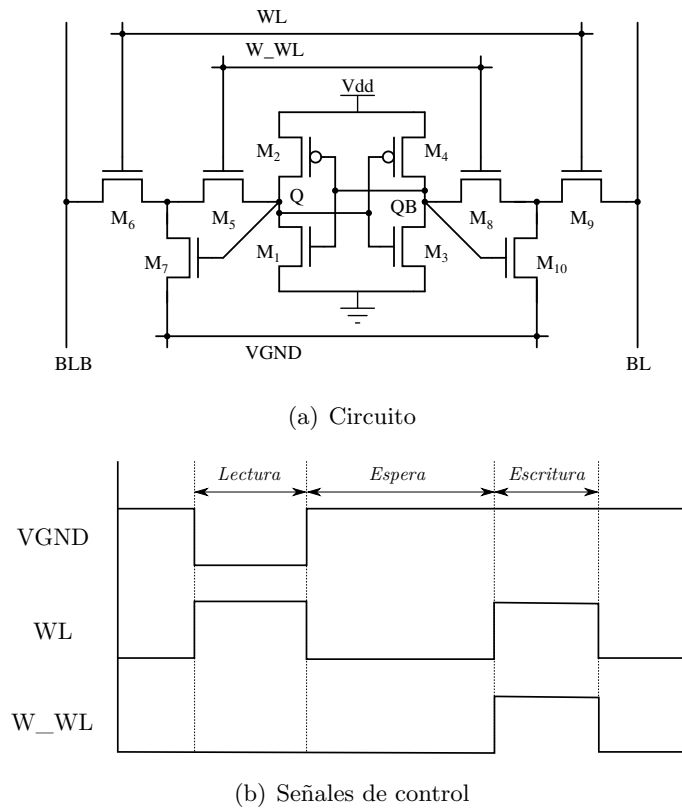 WL
W_WL
Vdd
M2 M4
Q QB
M6 M5 M8 M9
M7 M1 M3 M10
VGND
BLB BL
(a) Circuito
Lectura Espera Escritura
VGND
WL
W_WL
(b) Señales de control